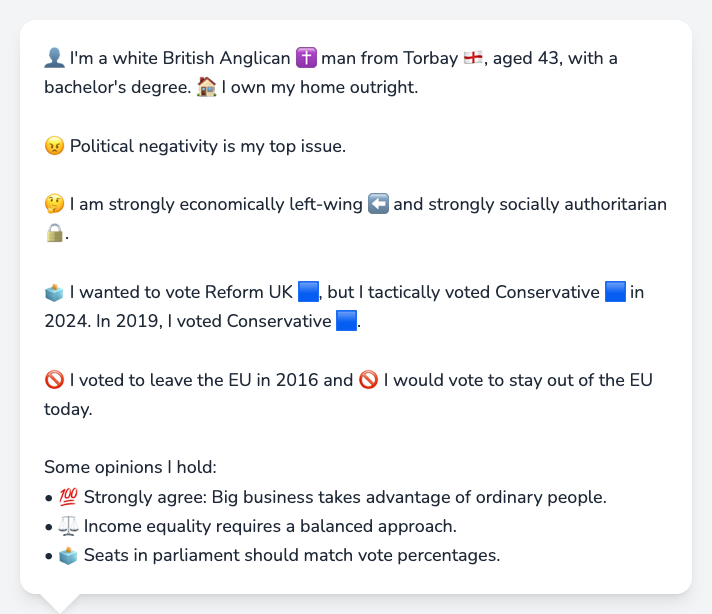 👤 I'm a white British Anglican ✝️ man from Torbay 🏴󠁧󠁢󠁥󠁮󠁧󠁿, aged 43, with a
bachelor's degree. 🏠 I own my home outright.
😠 Political negativity is my top issue.
🤔 I am strongly economically left-wing ⬅️ and strongly socially authoritarian
🔒.
🗳️ I wanted to vote Reform UK 🟦, but I tactically voted Conservative 🟦 in
2024. In 2019, I voted Conservative 🟦.
🚫 I voted to leave the EU in 2016 and 🚫 I would vote to stay out of the EU
today.
Some opinions I hold:
• 💯 Strongly agree: Big business takes advantage of ordinary people.
• ⚖️ Income equality requires a balanced approach.
• 🗳️ Seats in parliament should match vote percentages.